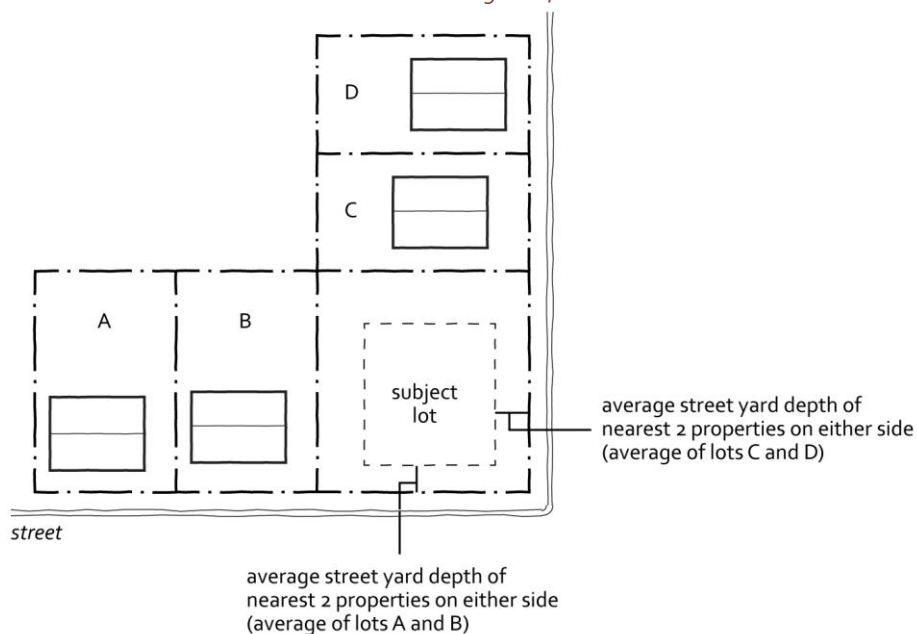 D
C
A
B
subject
lot
average street yard depth of
nearest 2 properties on either side
(average of lots C and D)
street
average street yard depth of
nearest 2 properties on either side
(average of lots A and B)